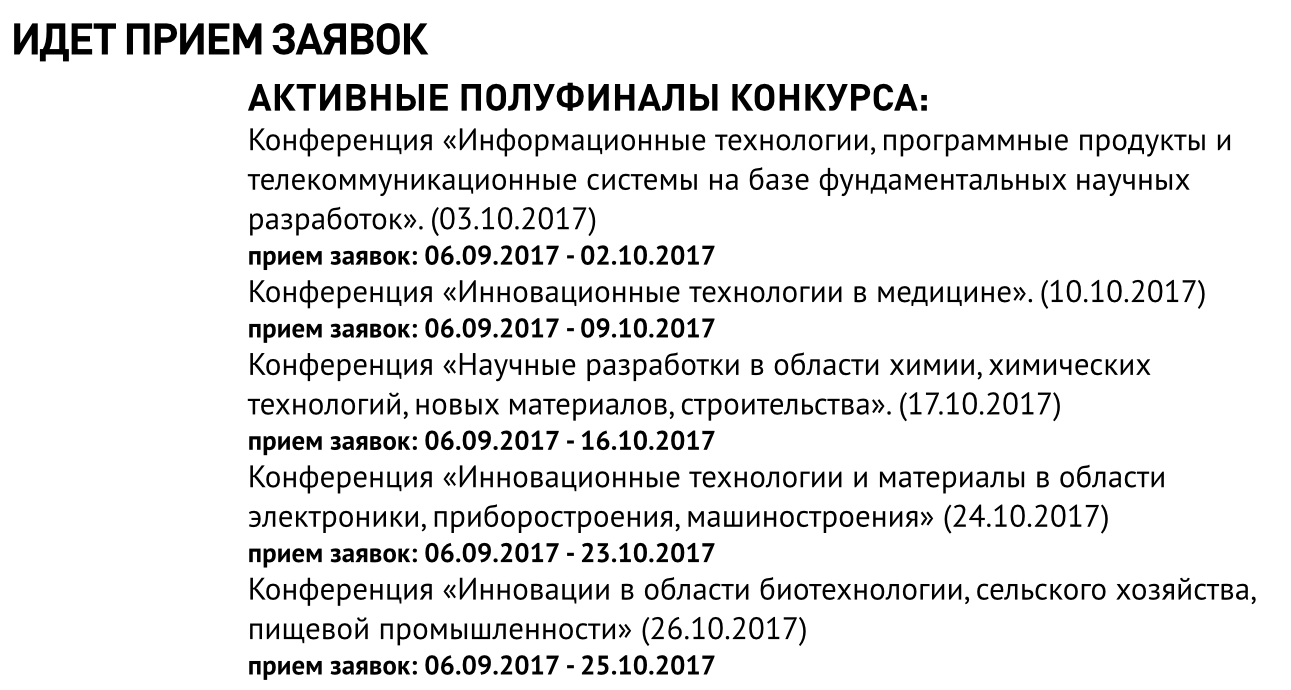 ИДЕТ ПРИЕМ ЗАЯВОК
АКТИВНЫЕ ПОЛУФИНАЛЫ КОНКУРСА:
Конференция «Информационные технологии, программные продукты и
телекоммуникационные системы на базе фундаментальных научных
разработок». (03.10.2017)
прием заявок: 06.09.2017 - 02.10.2017
Конференция «Инновационные технологии в медицине». (10.10.2017)
прием заявок: 06.09.2017 - 09.10.2017
Конференция «Научные разработки в области химии, химических
технологий, новых материалов, строительства». (17.10.2017)
прием заявок: 06.09.2017 - 16.10.2017
Конференция «Инновационные технологии и материалы в области
электроники, приборостроения, машиностроения» (24.10.2017)
прием заявок: 06.09.2017 - 23.10.2017
Конференция «Инновации в области биотехнологии, сельского хозяйства,
пищевой промышленности» (26.10.2017)
прием заявок: 06.09.2017 - 25.10.2017